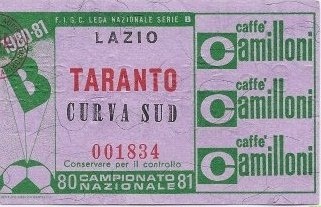 F.I.G.C. LEGA NAZIONALE SERIE B
1980-81
B
LAZIO
TARANTO
CURVA SUD
001834
Conservare per il controllo
80 CAMPIONATO NAZIONALE 81
caffè Camilloni
caffè Camilloni
caffè Camilloni